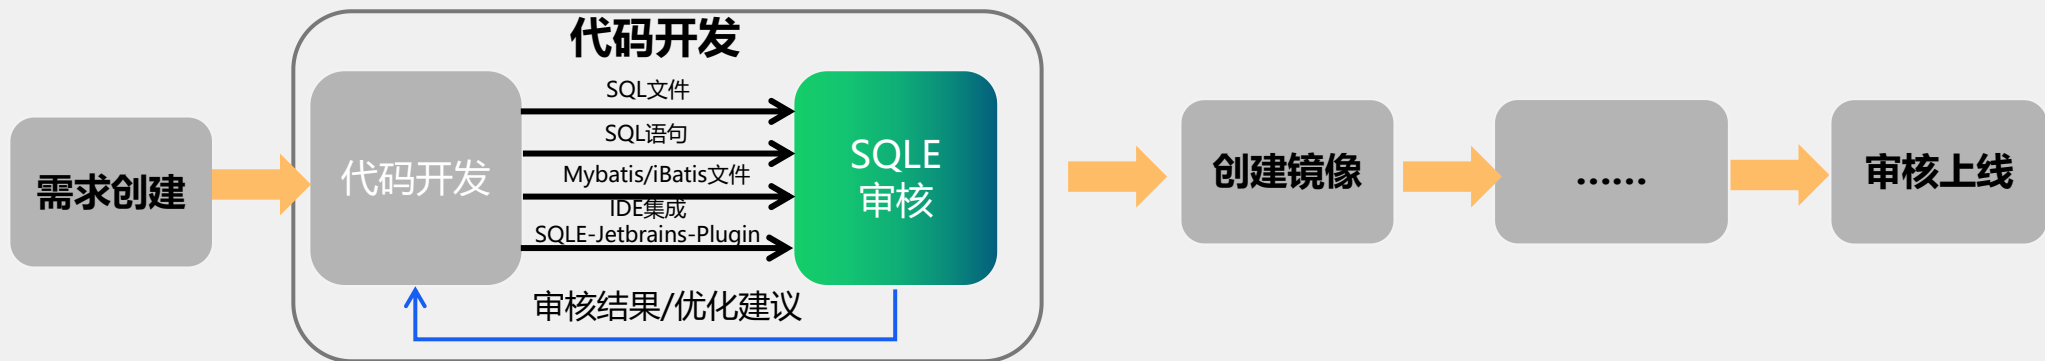 代码开发
需求创建
代码开发
SQL文件
SQL语句
Mybatis/iBatis文件
IDE集成
SQLE-Jetbrains-Plugin
SQLE
审核
审核结果/优化建议
创建镜像
......
审核上线